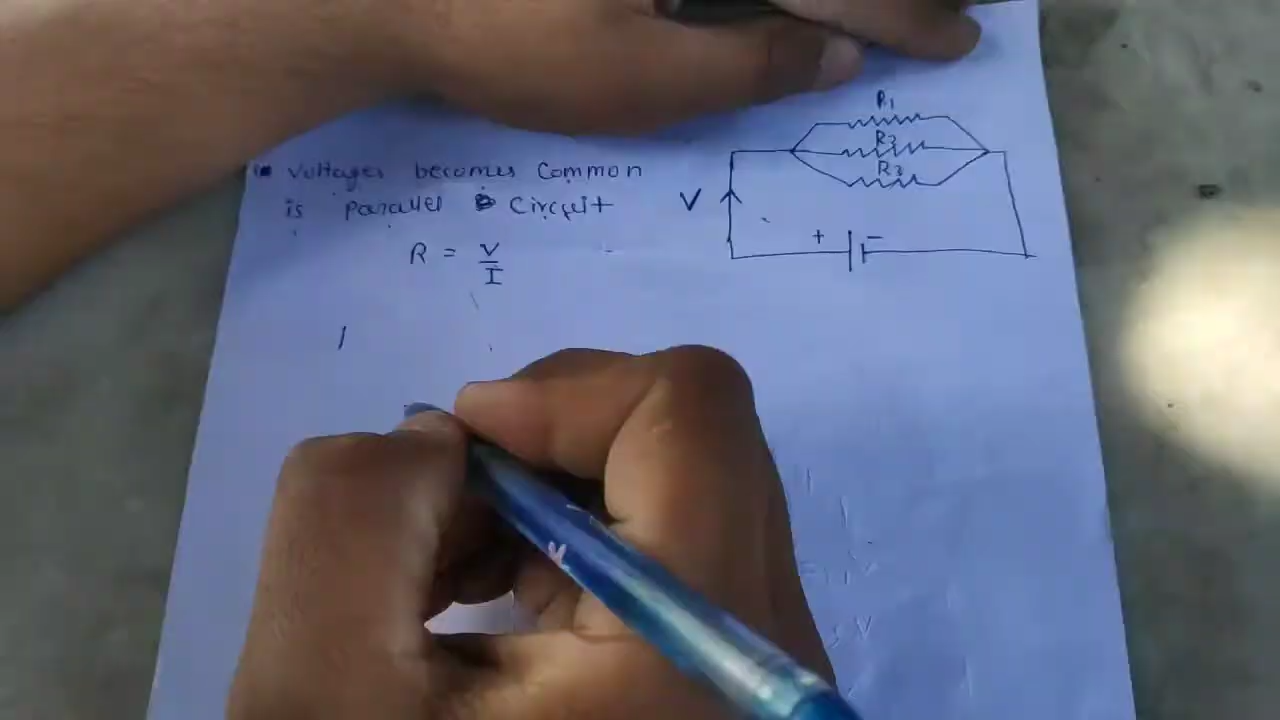 Voltages becomes Common
is Parallel Circuit
R = V/I
R1
R2
R3
V
+ -